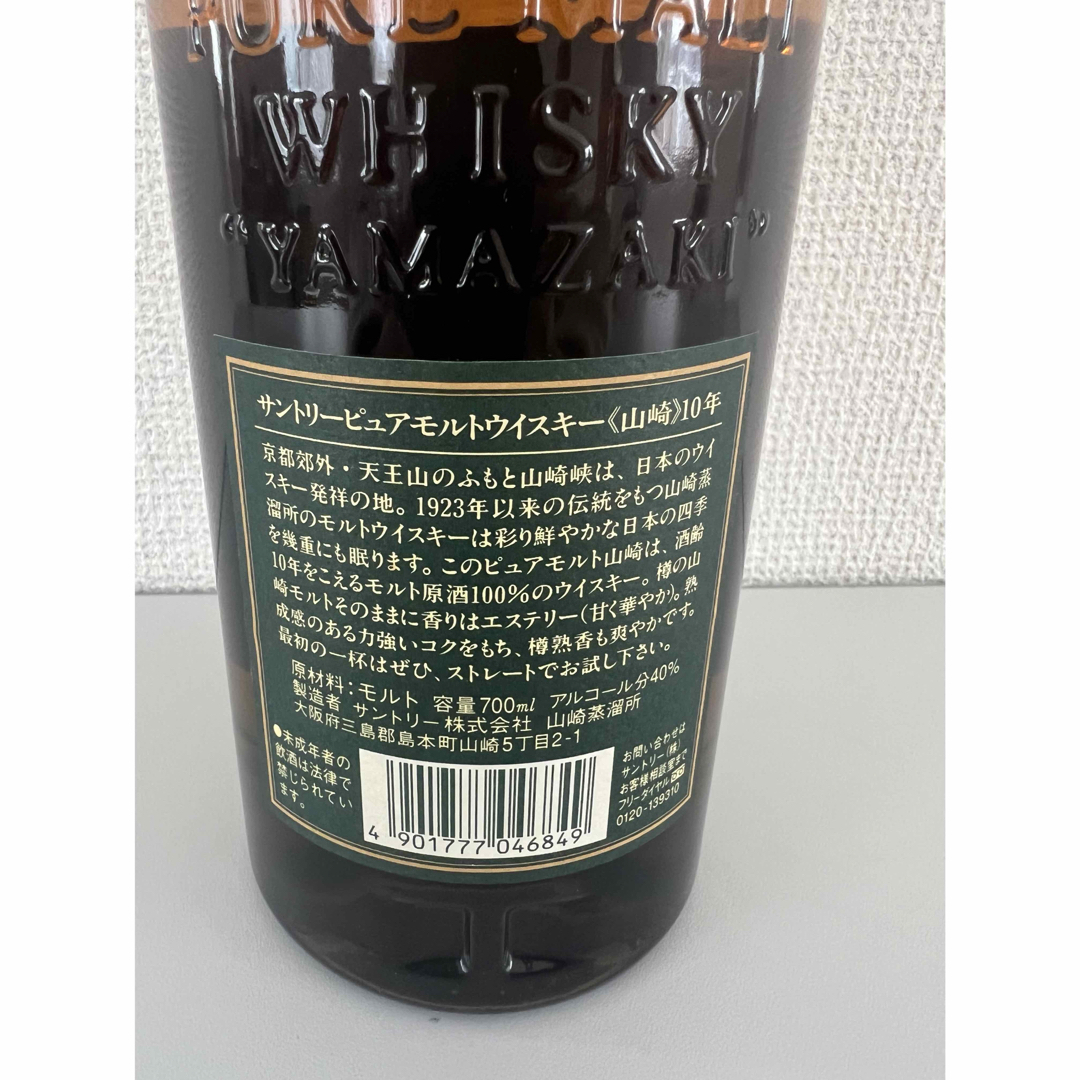 PURE MALT
WHISKY
"YAMAZAKI"
サントリーピュアモルトウイスキー《山崎》10年
京都郊外・天王山のふもと山崎峡は、日本のウイ
スキー発祥の地。1923年以来の伝統をもつ山崎蒸
溜所のモルトウイスキーは彩り鮮やかな日本の四季
を幾重にも眠ります。このピュアモルト山崎は、酒齢
10年をこえるモルト原酒100%のウイスキー。樽の山
崎モルトそのままに香りはエステリー(甘く華やか)。熟
成感のある力強いコクをもち、樽熟香も爽やかです。
最初の一杯はぜひ、ストレートでお試し下さい。
原材料:モルト 容量700ml アルコール分40%
製造者 サントリー株式会社 山崎蒸溜所
大阪府三島郡島本町山崎5丁目2-1
●未成年者の
飲酒は法律で
禁じられてい
ます。
4 901777 046849
お問い合わせは
サントリー(株)
お客様相談室まで
フリーダイヤル
0120-139310